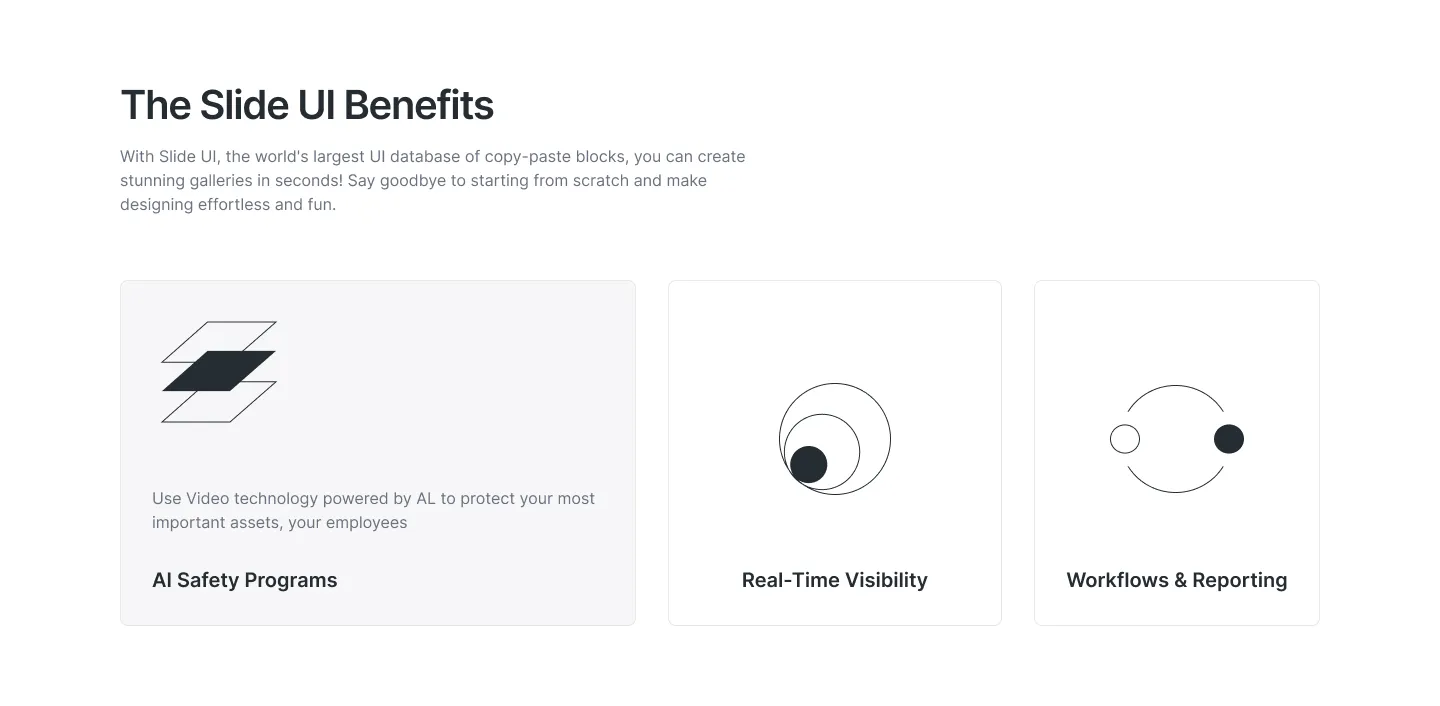 The Slide UI Benefits
With Slide UI, the world's largest UI database of copy-paste blocks, you can create
stunning galleries in seconds! Say goodbye to starting from scratch and make
designing effortless and fun.
Use Video technology powered by AL to protect your most
important assets, your employees
AI Safety Programs
Real-Time Visibility
Workflows & Reporting